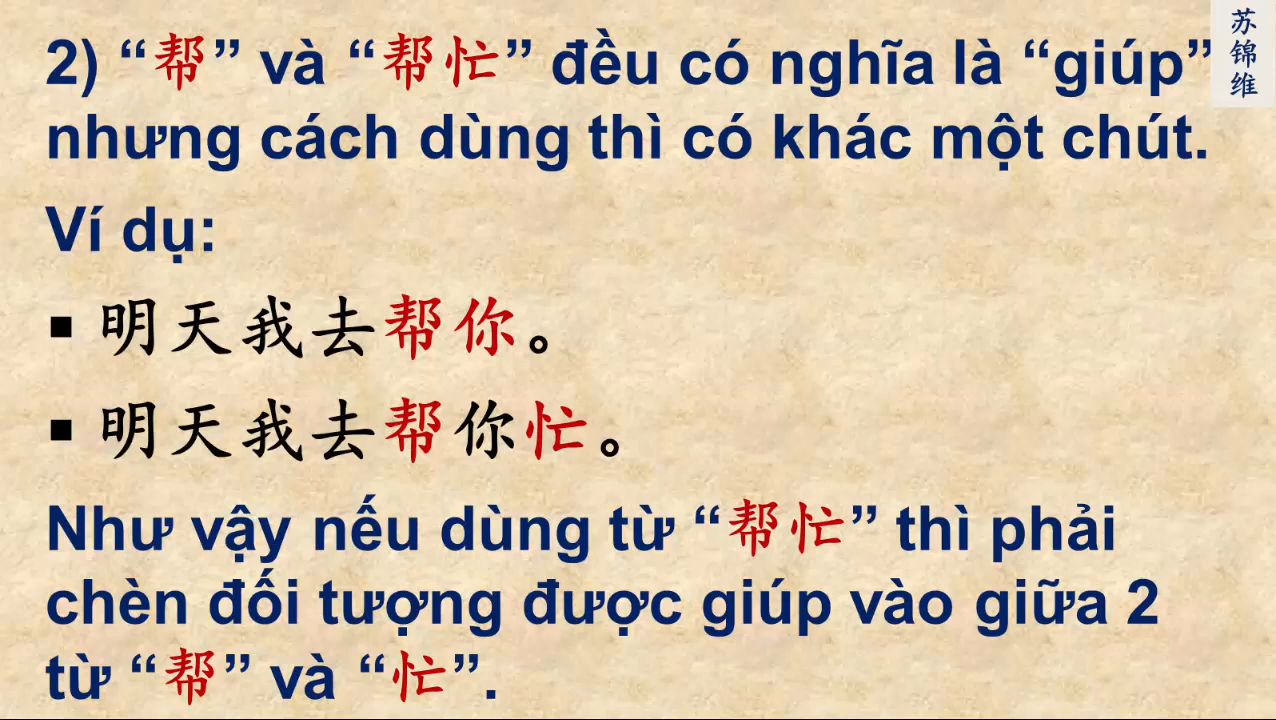 2) “帮” và “帮忙” đều có nghĩa là “giúp”
nhưng cách dùng thì có khác một chút.
Ví dụ:
▪ 明天我去帮你。
▪ 明天我去帮你忙。
Như vậy nếu dùng từ “帮忙” thì phải
chèn đối tượng được giúp vào giữa 2
từ “帮” và “忙”.
苏锦维